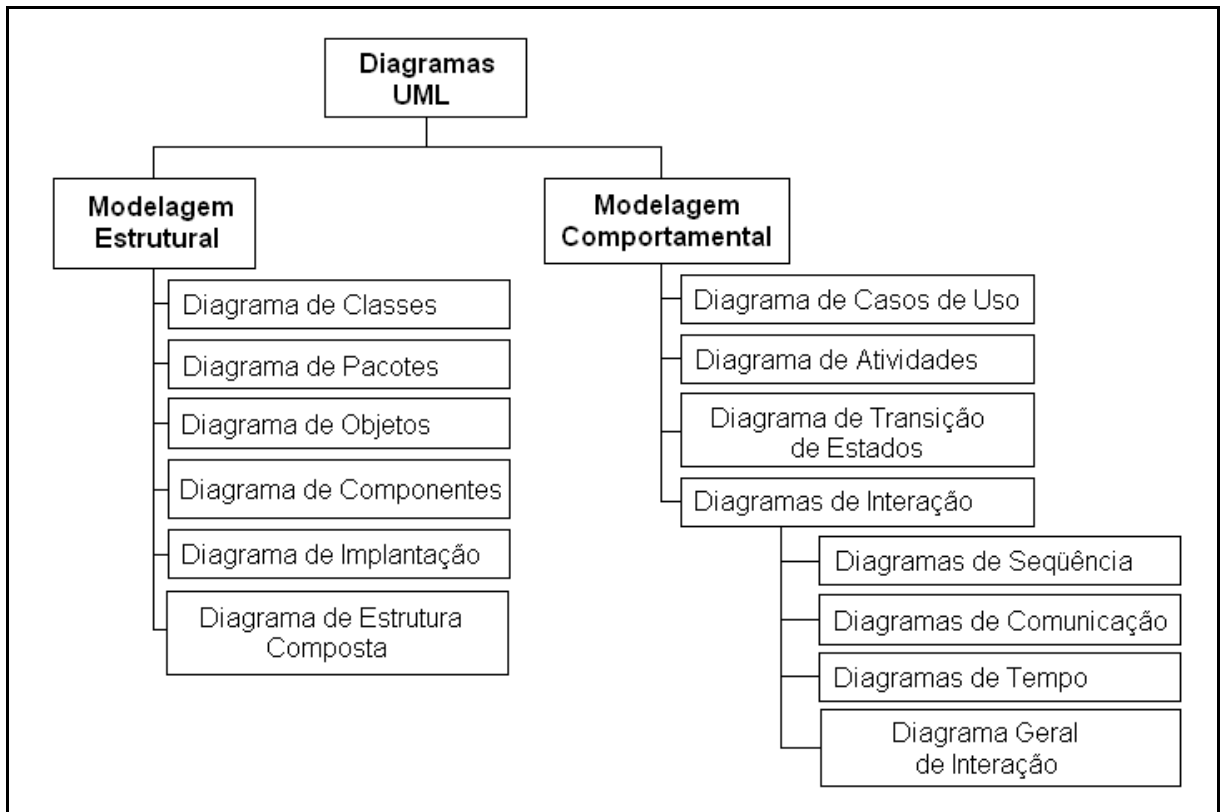 Diagramas
UML
Modelagem
Estrutural
Diagrama de Classes
Diagrama de Pacotes
Diagrama de Objetos
Diagrama de Componentes
Diagrama de Implantação
Diagrama de Estrutura
Composta
Modelagem
Comportamental
Diagrama de Casos de Uso
Diagrama de Atividades
Diagrama de Transição
de Estados
Diagramas de Interação
Diagramas de Seqüência
Diagramas de Comunicação
Diagramas de Tempo
Diagrama Geral
de Interação